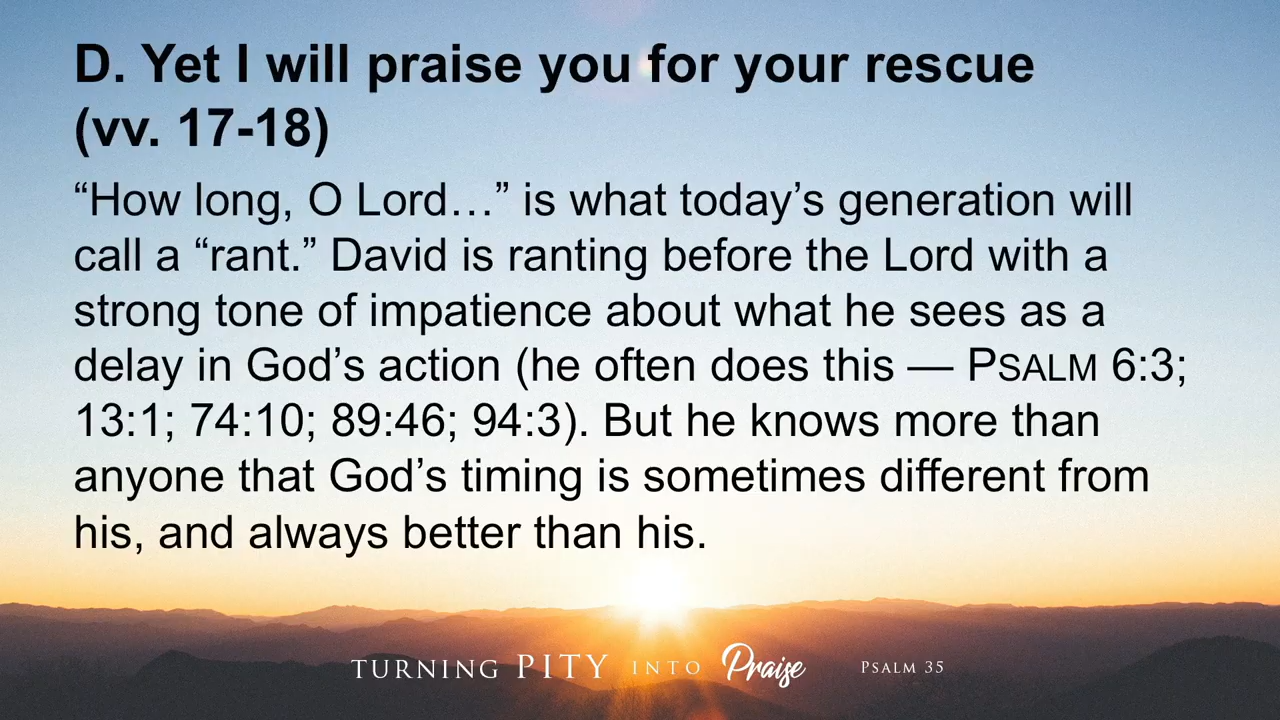 D. Yet I will praise you for your rescue
(vv. 17-18)
“How long, O Lord…” is what today’s generation will
call a “rant.” David is ranting before the Lord with a
strong tone of impatience about what he sees as a
delay in God’s action (he often does this — PSALM 6:3;
13:1; 74:10; 89:46; 94:3). But he knows more than
anyone that God’s timing is sometimes different from
his, and always better than his.
TURNING PITY INTO Praise PSALM 35